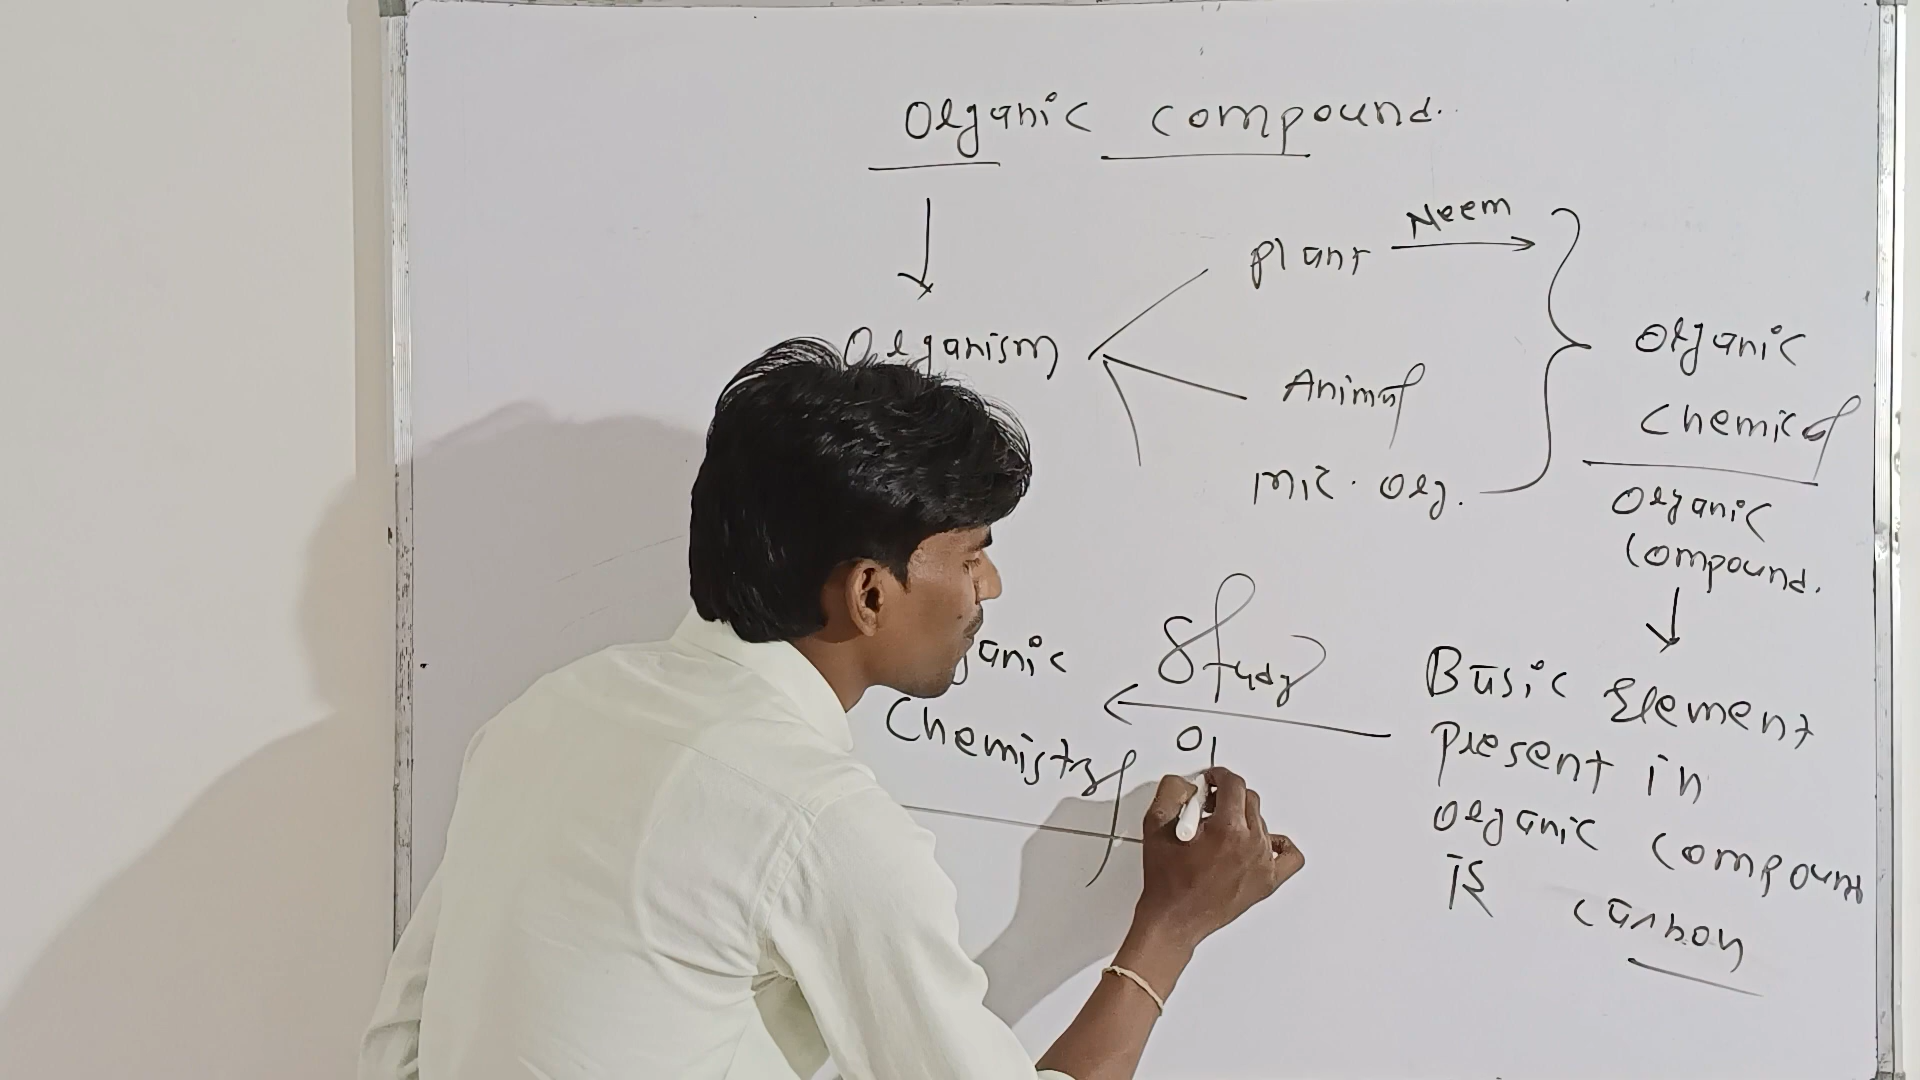 Organic compound.
Organism
plant
Neem
Animal
Mic. Org.
Organic
chemical
Organic
compound.
Basic Element
present in
organic compound
is carbon
Study
of
ganic
Chemistry